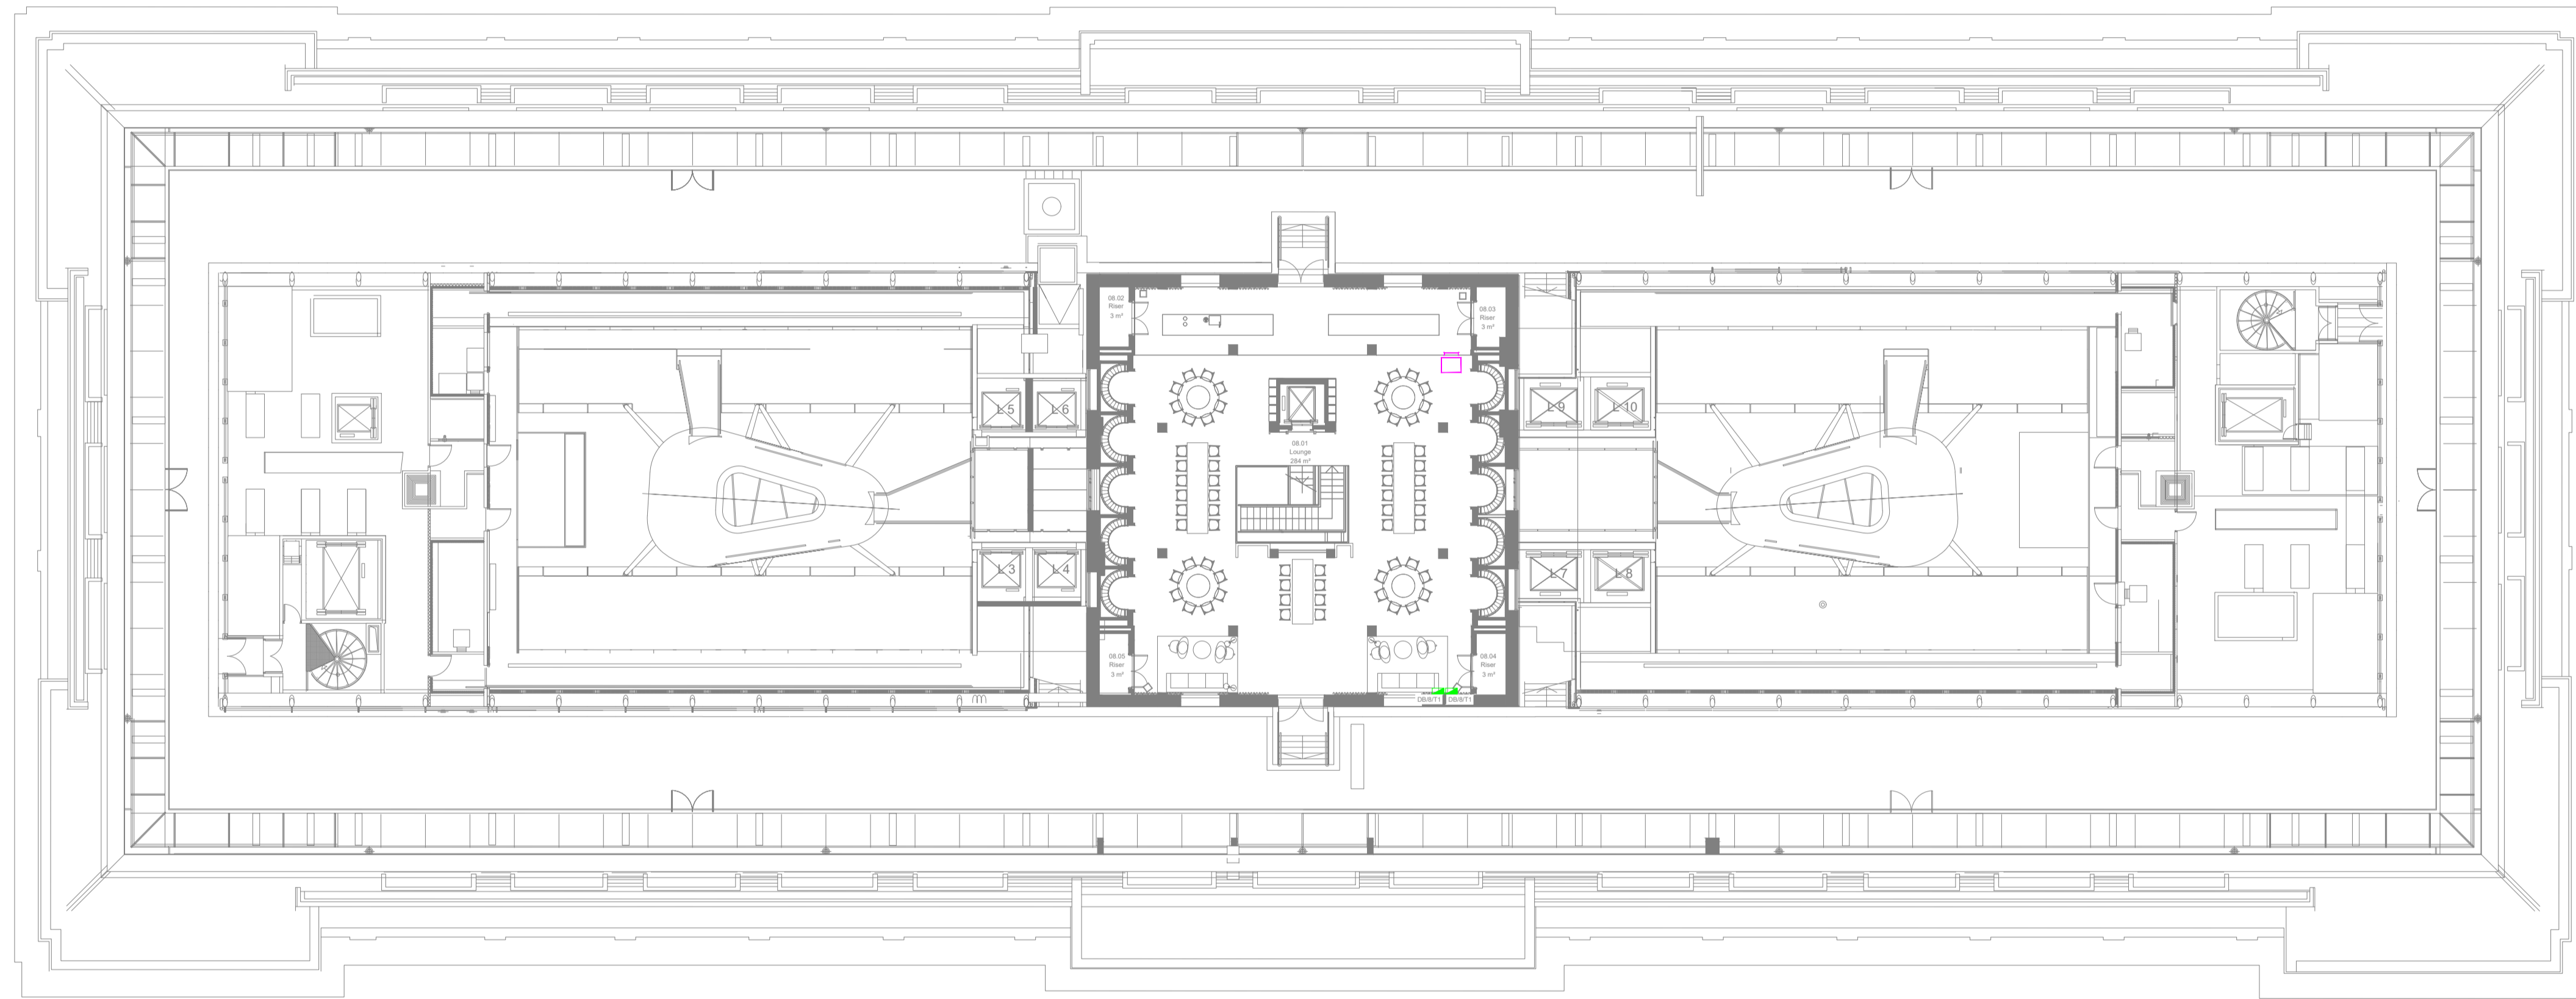 08.02
Riser
3 m²
08.03
Riser
3 m²
L 5
L 6
L 9
L 10
08.01
Lounge
284 m²
L 3
L 4
L 7
L 8
08.05
Riser
3 m²
08.04
Riser
3 m²
DB/8/T1
DB/8/T1